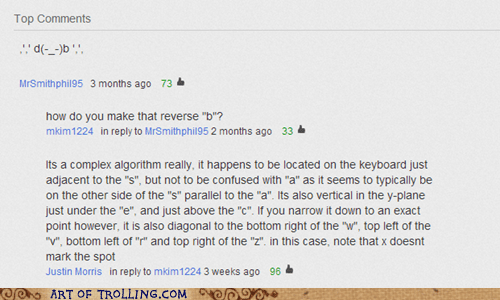 Top Comments
,',' d(-_-)b ',',
MrSmithphil95 3 months ago 73
how do you make that reverse "b"?
mkim1224 in reply to MrSmithphil95 2 months ago 33
Its a complex algorithm really, it happens to be located on the keyboard just
adjacent to the "s", but not to be confused with "a" as it seems to typically be
on the other side of the "s" parallel to the "a". Its also vertical in the y-plane
just under the "e", and just above the "c". If you narrow it down to an exact
point however, it is also diagonal to the bottom right of the "w", top left of the
"v", bottom left of "r" and top right of the "z". in this case, note that x doesnt
mark the spot
Justin Morris in reply to mkim1224 3 weeks ago 96
ART OF TROLLING.COM